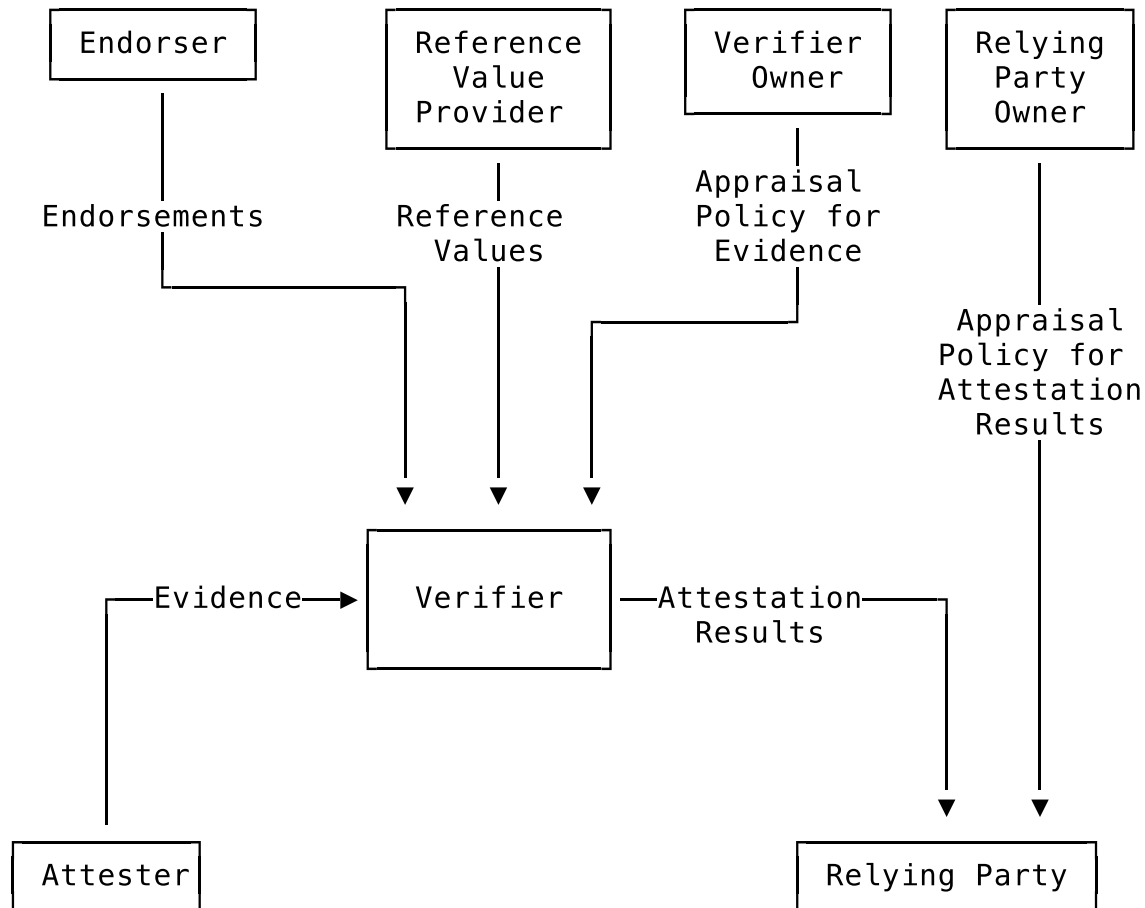 Endorser
Reference
Value
Provider
Verifier
Owner
Relying
Party
Owner
Endorsements
Reference
Values
Appraisal
Policy for
Evidence
Appraisal
Policy for
Attestation
Results
Evidence
Verifier
Attestation
Results
Attester
Relying Party